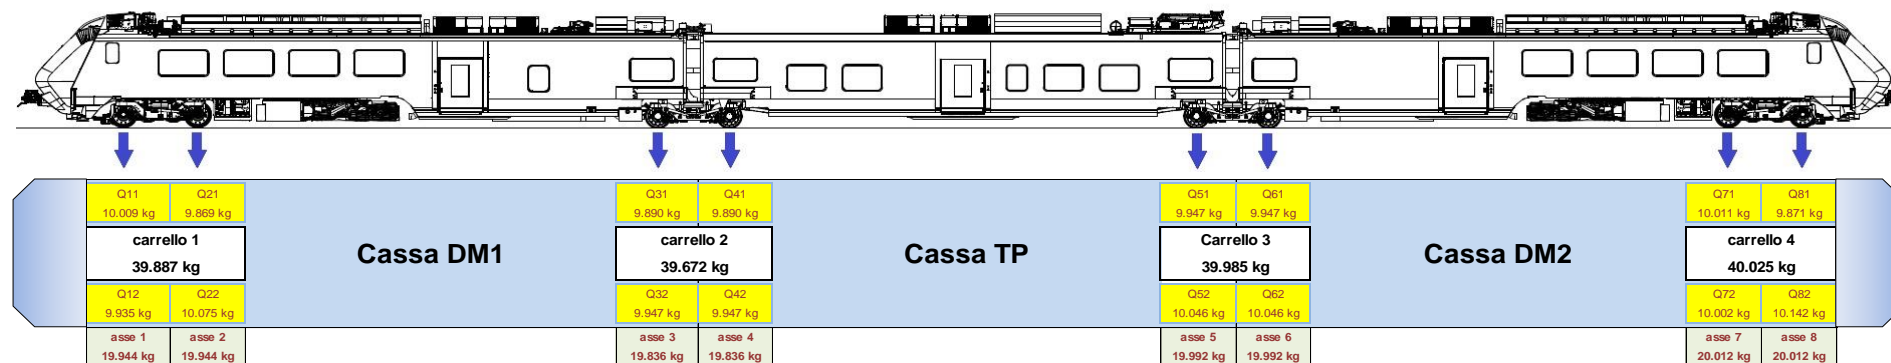 Q11 Q21 Q31 Q41 Q51 Q61 Q71 Q81
10.009 kg 9.869 kg 9.890 kg 9.890 kg 9.947 kg 9.947 kg 10.011 kg 9.871 kg
carrello 1 carrello 2 Carrello 3 carrello 4
Cassa DM1 Cassa TP Cassa DM2
39.887 kg 39.672 kg 39.985 kg 40.025 kg
Q12 Q22 Q32 Q42 Q52 Q62 Q72 Q82
9.935 kg 10.075 kg 9.947 kg 9.947 kg 10.046 kg 10.046 kg 10.002 kg 10.142 kg
asse 1 asse 2 asse 3 asse 4 asse 5 asse 6 asse 7 asse 8
19.944 kg 19.944 kg 19.836 kg 19.836 kg 19.992 kg 19.992 kg 20.012 kg 20.012 kg